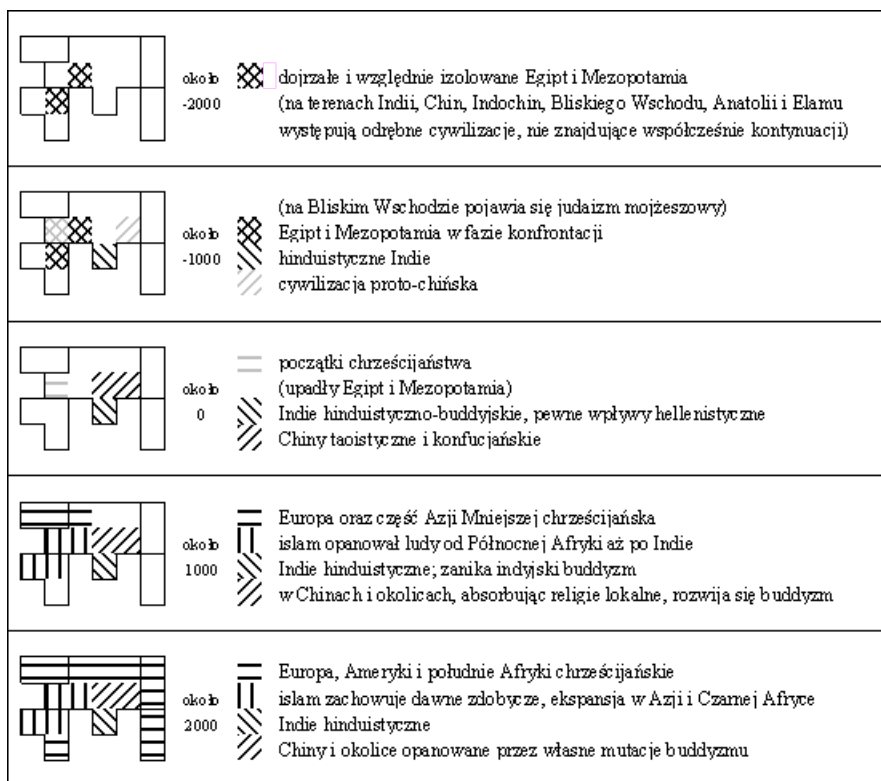 około
-2000
dojrzałe i względnie izolowane Egipt i Mezopotamia
(na terenach Indii, Chin, Indochin, Bliskiego Wschodu, Anatolii i Elamu
występują odrębne cywilizacje, nie znajdujące współcześnie kontynuacji)
około
-1000
(na Bliskim Wschodzie pojawia się judaizm mojżeszowy)
Egipt i Mezopotamia w fazie konfrontacji
hinduistyczne Indie
cywilizacja proto-chińska
około
0
początki chrześcijaństwa
(upadły Egipt i Mezopotamia)
Indie hinduistyczno-buddyjskie, pewne wpływy hellenistyczne
Chiny taoistyczne i konfucjańskie
około
1000
Europa oraz część Azji Mniejszej chrześcijańska
islam opanował ludy od Północnej Afryki aż po Indie
Indie hinduistyczne; zanika indyjski buddyzm
w Chinach i okolicach, absorbując religie lokalne, rozwija się buddyzm
około
2000
Europa, Ameryki i południe Afryki chrześcijańskie
islam zachowuje dawne zdobycze, ekspansja w Azji i Czarnej Afryce
Indie hinduistyczne
Chiny i okolice opanowane przez własne mutacje buddyzmu